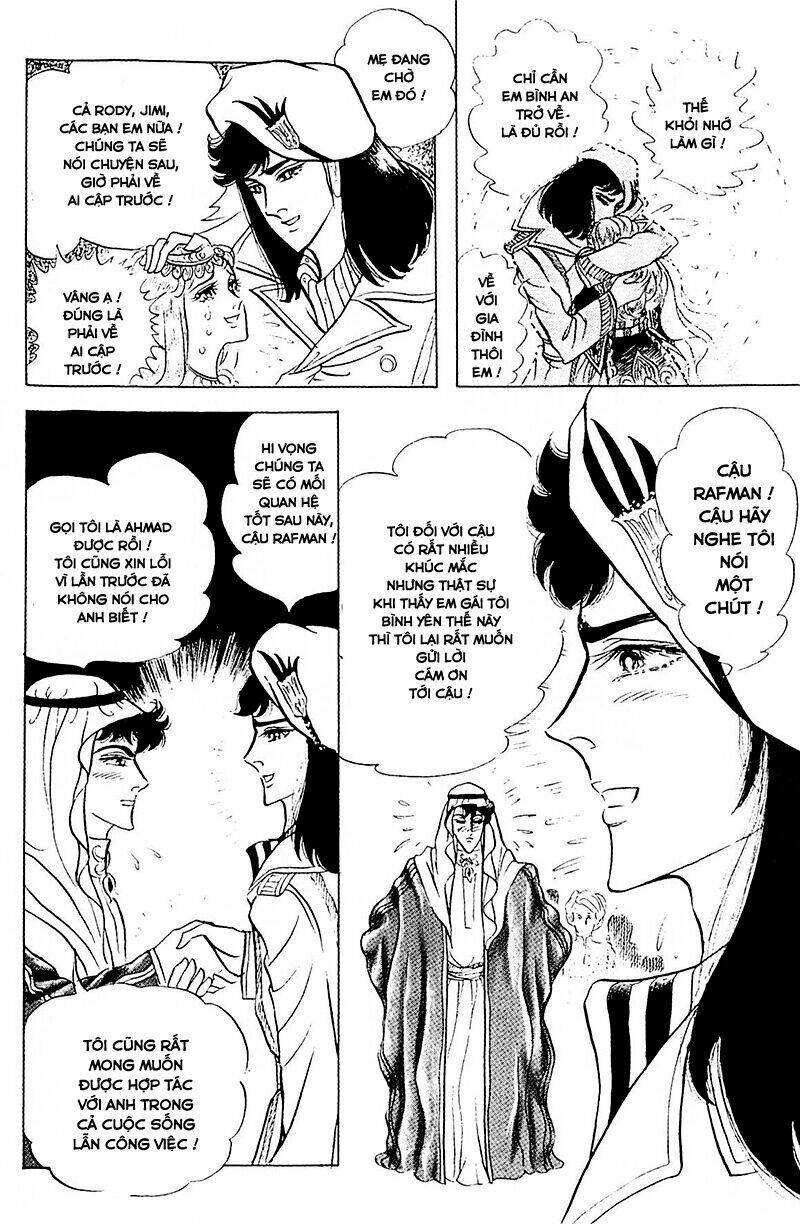 THẾ
KHỎI NHỚ
LÀM GÌ ?
CHỈ CẦN
EM BÌNH AN
TRỞ VỀ-
LÀ ĐỦ RỒI !
VỀ
VỚI
GIA
ĐÌNH
THÔI
EM !
MẸ ĐANG
CHỜ
EM ĐÓ !
CẢ RODY, JIMI,
CÁC BẠN EM NỮA !
CHÚNG TA SẼ
NÓI CHUYỆN SAU,
GIỜ PHẢI VỀ
AI CẬP TRƯỚC !
VÂNG Ạ !
ĐÚNG LÀ
PHẢI VỀ
AI CẬP
TRƯỚC !
CẬU
RAFMAN !
CẬU HÃY
NGHE TÔI
NÓI
MỘT
CHÚT !
TÔI ĐỐI VỚI CẬU
CÓ RẤT NHIỀU
KHÚC MẮC
NHƯNG THẬT SỰ
KHI THẤY EM GÁI TÔI
BÌNH YÊN THẾ NÀY
THÌ TÔI LẠI RẤT MUỐN
GỬI LỜI
CÁM ƠN
TỚI CẬU !
HI VỌNG
CHÚNG TA
SẼ CÓ MỐI
QUAN HỆ
TỐT SAU NÀY,
CẬU RAFMAN !
GỌI TÔI LÀ AHMAD
ĐƯỢC RỒI !
TÔI CŨNG XIN LỖI
VÌ LẦN TRƯỚC ĐÃ
KHÔNG NÓI CHO
ANH BIẾT !
TÔI CŨNG RẤT
MONG MUỐN
ĐƯỢC HỢP TÁC
VỚI ANH TRONG
CẢ CUỘC SỐNG
LẪN CÔNG VIỆC !